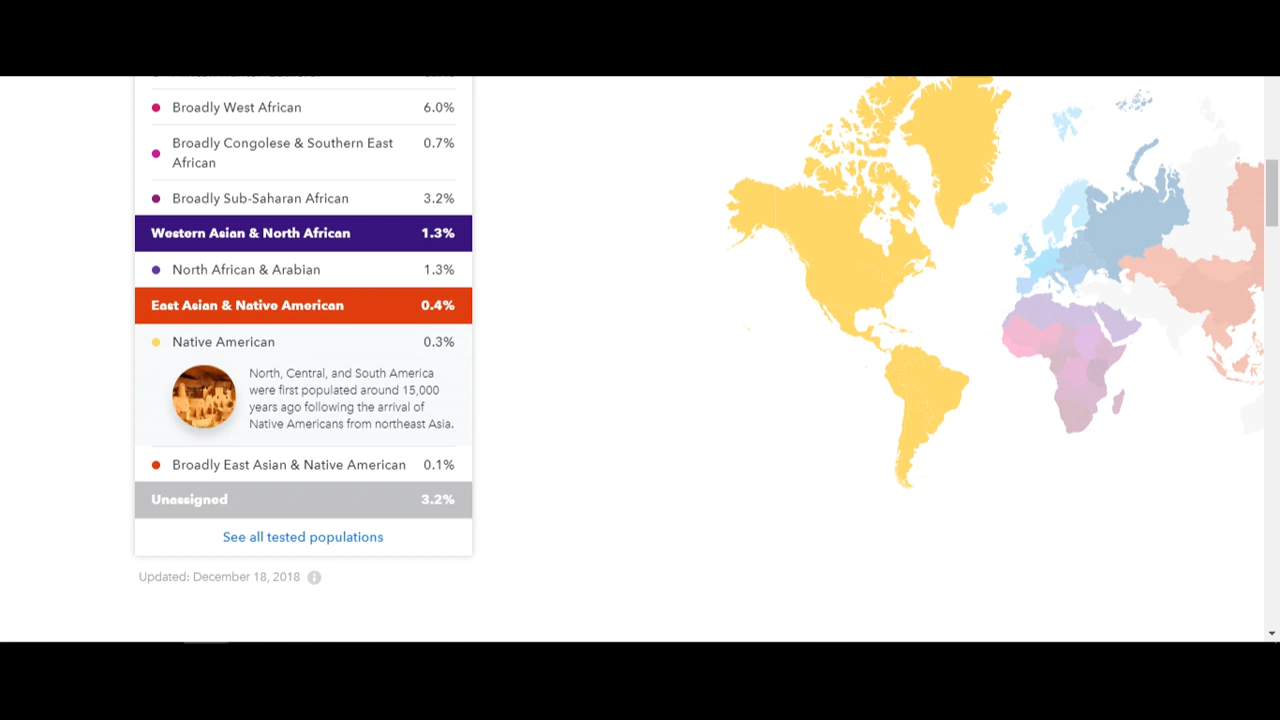 Broadly West African 6.0%
Broadly Congolese & Southern East 0.7%
African
Broadly Sub-Saharan African 3.2%
Western Asian & North African 1.3%
North African & Arabian 1.3%
East Asian & Native American 0.4%
Native American 0.3%
North, Central, and South America
were first populated around 15,000
years ago following the arrival of
Native Americans from northeast Asia.
Broadly East Asian & Native American 0.1%
Unassigned 3.2%
See all tested populations
Updated: December 18, 2018